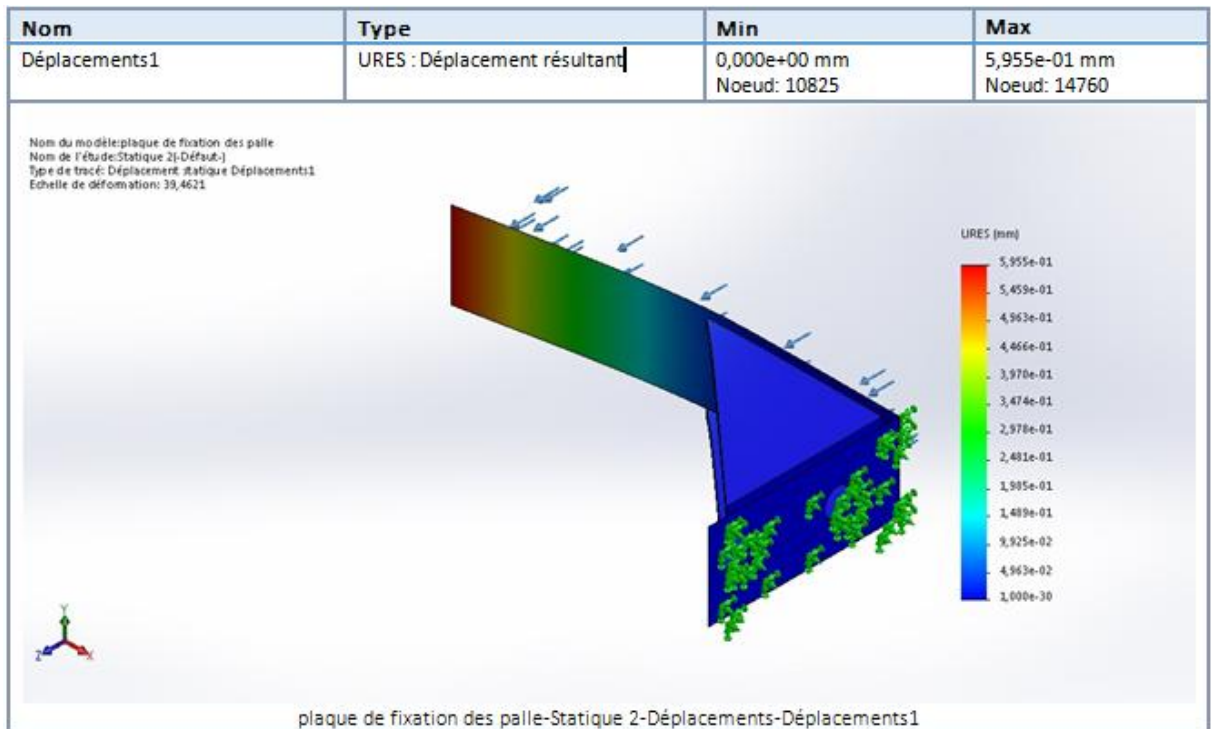 Nom Type Min Max
Déplacements1 URES : Déplacement résultant 0,000e+00 mm 5,955e-01 mm
Noeud: 10825 Noeud: 14760
Nom du modèle:plaque de fixation des palle
Nom de l'étude:Statique 2(-Défaut-)
Type de tracé: Déplacement statique Déplacements1
Echelle de déformation: 39,4621
URES (mm)
5,955e-01
5,459e-01
4,963e-01
4,466e-01
3,970e-01
3,474e-01
2,978e-01
2,481e-01
1,985e-01
1,489e-01
9,925e-02
4,963e-02
1,000e-30
Y
Z X
plaque de fixation des palle-Statique 2-Déplacements-Déplacements1